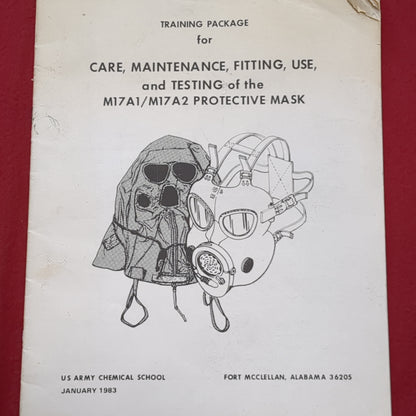 TRAINING PACKAGE
for
CARE, MAINTENANCE, FITTING, USE,
and TESTING of the
M17A1/M17A2 PROTECTIVE MASK
US ARMY CHEMICAL SCHOOL
FORT MCCLELLAN, ALABAMA 36205
JANUARY 1983